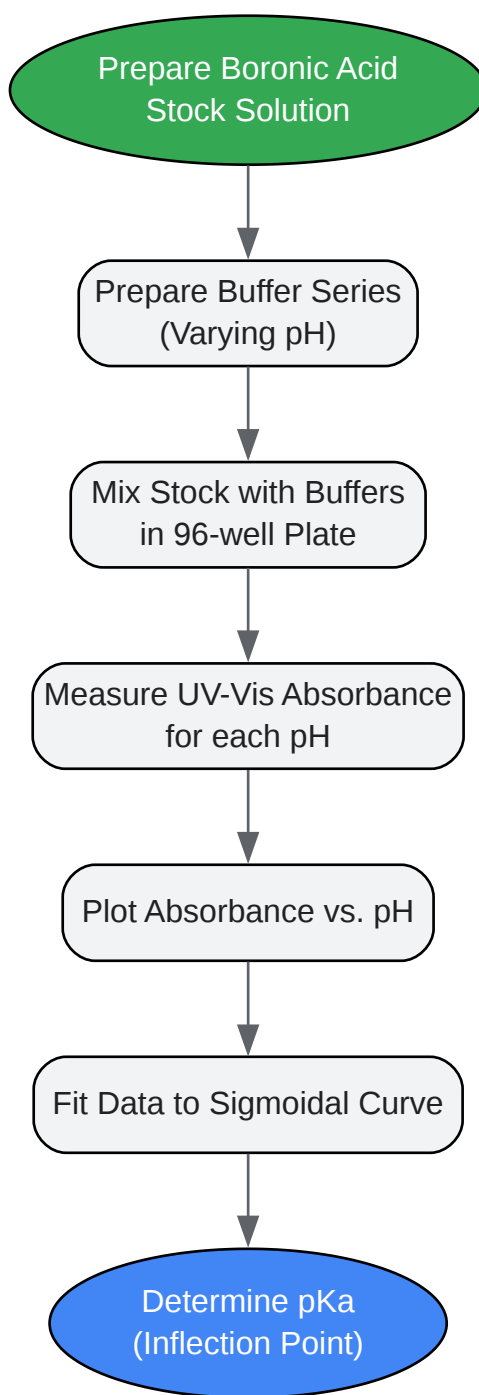 Prepare Boronic Acid
Stock Solution
Prepare Buffer Series
(Varying pH)
Mix Stock with Buffers
in 96-well Plate
Measure UV-Vis Absorbance
for each pH
Plot Absorbance vs. pH
Fit Data to Sigmoidal Curve
Determine pKa
(Inflection Point)